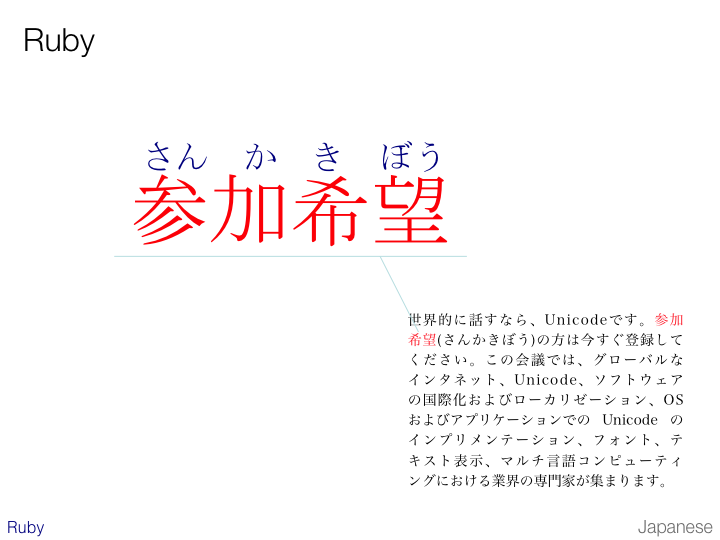 Ruby
さん か き ぼう
参加希望
世界的に話すなら、Unicodeです。参加
希望(さんかきぼう)の方は今すぐ登録して
ください。この会議では、グローバルな
インタネット、Unicode、ソフトウェア
の国際化およびローカリゼーション、OS
およびアプリケーションでの Unicode の
インプリメンテーション、フォント、テ
キスト表示、マルチ言語コンピューティ
ングにおける業界の専門家が集まります。
Ruby
Japanese